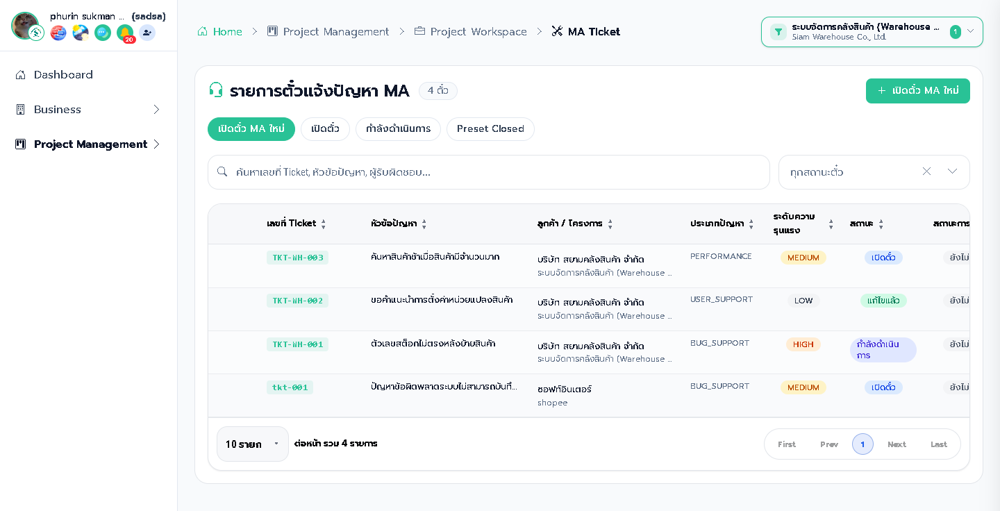 phurin sukman ... (sadsa)
20
Dashboard
Business
Project Management
Home
Project Management
Project Workspace
MA Ticket
ระบบจัดการคลังสินค้า (Warehouse ...
Siam Warehouse Co., Ltd.
1
รายการตั๋วแจ้งปัญหา MA
4 ตั๋ว
+ เปิดตั๋ว MA ใหม่
เปิดตั๋ว MA ใหม่
เปิดตั๋ว
กำลังดำเนินการ
Preset Closed
ค้นหาเลขที่ Ticket, หัวข้อปัญหา, ผู้รับผิดชอบ...
ทุกสถานะตั๋ว
เลขที่ Ticket
หัวข้อปัญหา
ลูกค้า / โครงการ
ประเภทปัญหา
ระดับความ
รุนแรง
สถานะ
สถานะการ
TKT-WH-003
ค้นหาสินค้าช้าเมื่อสินค้ามีจำนวนมาก
บริษัท สยามคลังสินค้า จำกัด
ระบบจัดการคลังสินค้า (Warehouse ...
PERFORMANCE
MEDIUM
เปิดตั๋ว
ยังไม่
TKT-WH-002
ขอคำแนะนำการตั้งค่าหน่วยแปลงสินค้า
บริษัท สยามคลังสินค้า จำกัด
ระบบจัดการคลังสินค้า (Warehouse ...
USER_SUPPORT
LOW
แก้ไขแล้ว
ยังไม่
TKT-WH-001
ตัวเลขสต็อกไม่ตรงหลังย้ายสินค้า
บริษัท สยามคลังสินค้า จำกัด
ระบบจัดการคลังสินค้า (Warehouse ...
BUG_SUPPORT
HIGH
กำลังดำเนิน
การ
ยังไม่
tkt-001
ปัญหาข้อผิดพลาดระบบไม่สามารถบันทึ...
ซอฟท์อินเตอร์
shopee
BUG_SUPPORT
MEDIUM
เปิดตั๋ว
ยังไม่
10 รายก
ต่อหน้า รวม 4 รายการ
First
Prev
1
Next
Last